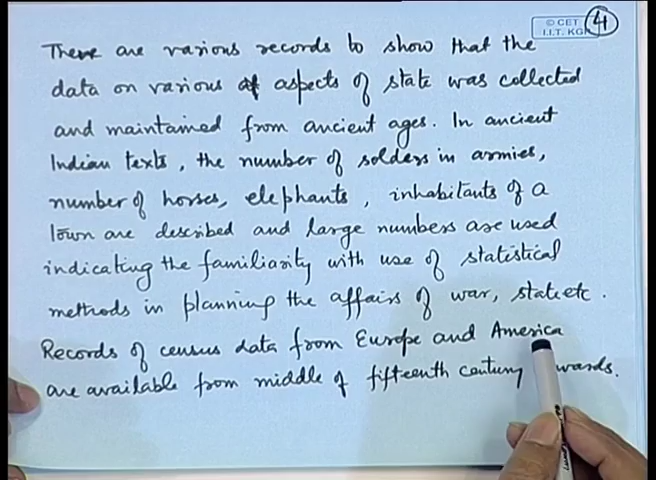 © CET
I.I.T. KGP
4
There are various records to show that the
data on various aspects of state was collected
and maintained from ancient ages. In ancient
Indian texts, the number of solders in armies,
number of horses, elephants, inhabitants of a
town are described and large numbers are used
indicating the familiarity with use of statistical
methods in planning the affairs of war, state etc.
Records of census data from Europe and America
are available from middle of fifteenth century wards.